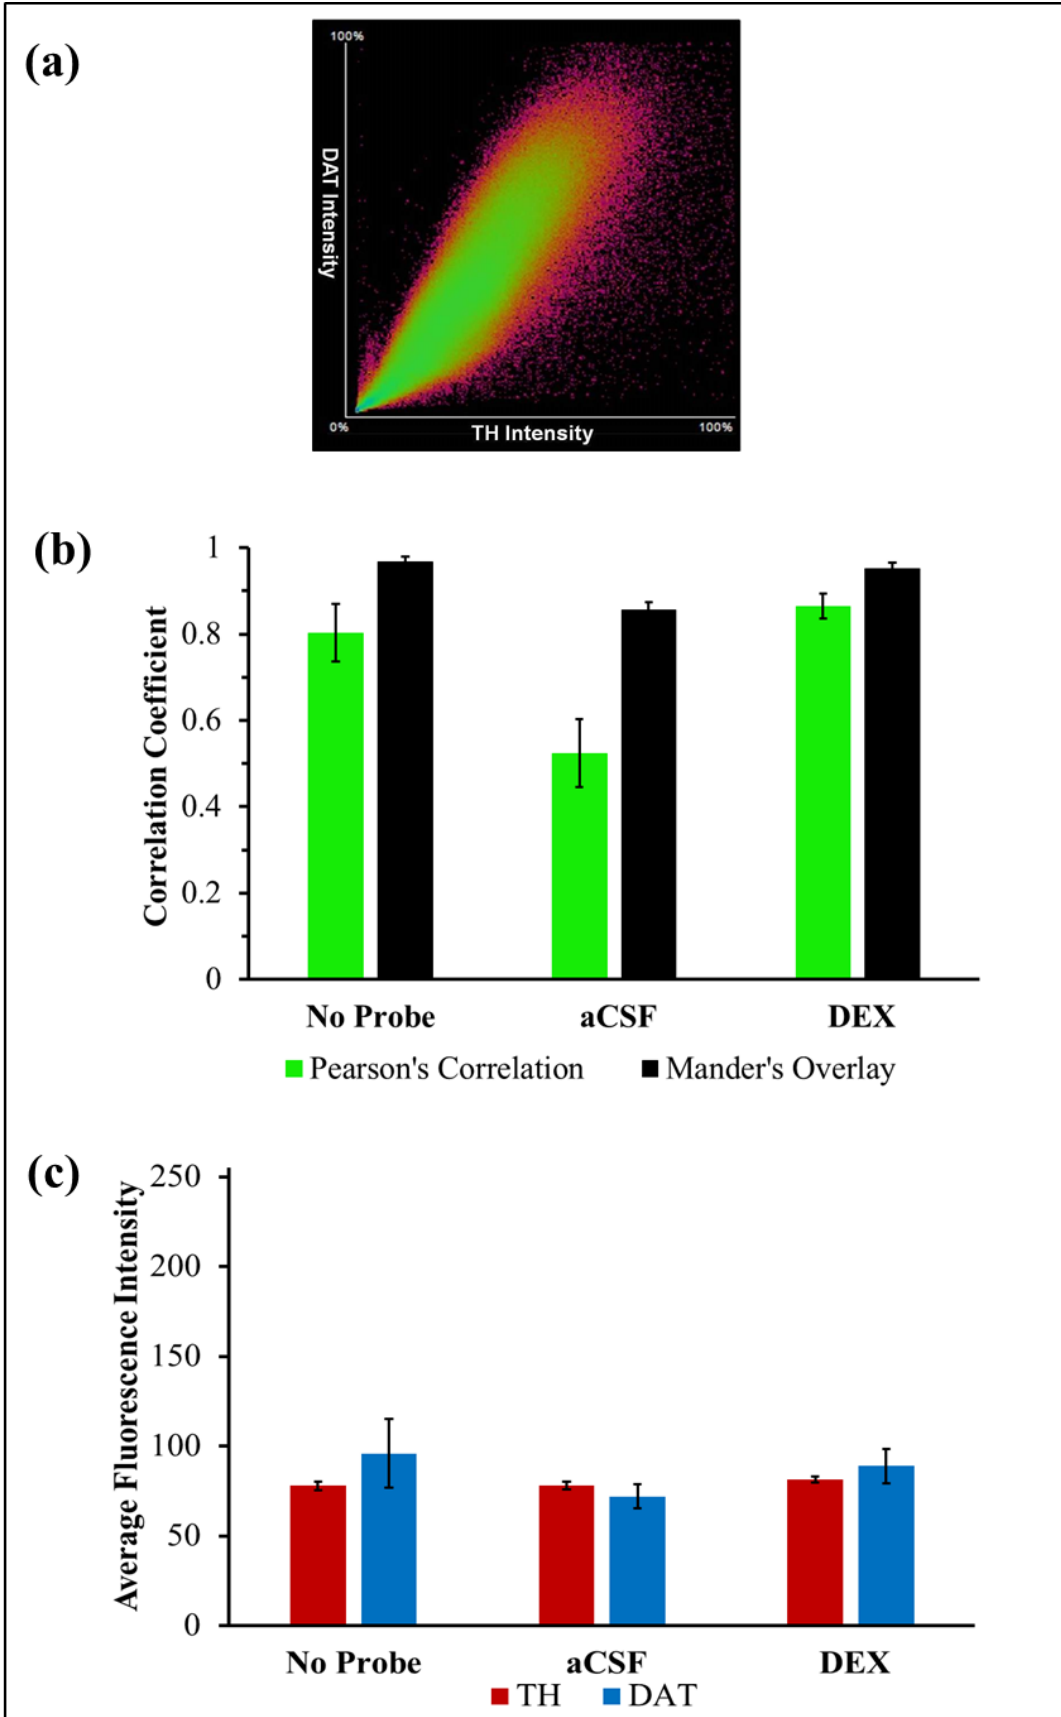 (a)
100%
DAT Intensity
0%
TH Intensity
100%
(b)
Correlation Coefficient
1
0.8
0.6
0.4
0.2
0
No Probe aCSF DEX
Pearson's Correlation Mander's Overlay
(c)
Average Fluorescence Intensity
250
200
150
100
50
0
No Probe aCSF DEX
TH DAT